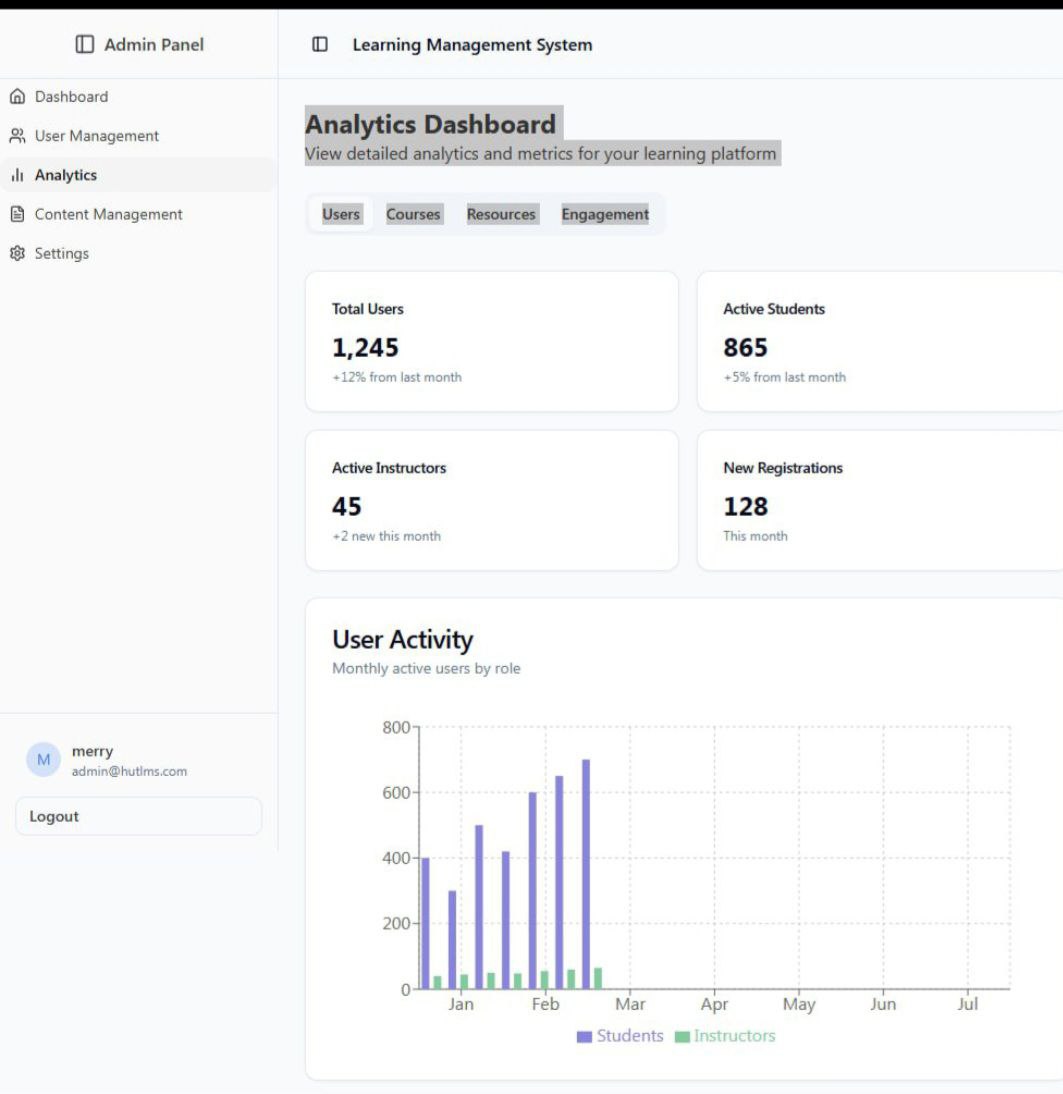 Admin Panel
Learning Management System
Dashboard
User Management
Analytics
Content Management
Settings
merry
M
admin@hutlms.com
Logout
Analytics Dashboard
View detailed analytics and metrics for your learning platform
Users Courses Resources Engagement
Total Users
1,245
+12% from last month
Active Students
865
+5% from last month
Active Instructors
45
+2 new this month
New Registrations
128
This month
User Activity
Monthly active users by role
800
600
400
200
0
Jan Feb Mar Apr May Jun Jul
Students Instructors